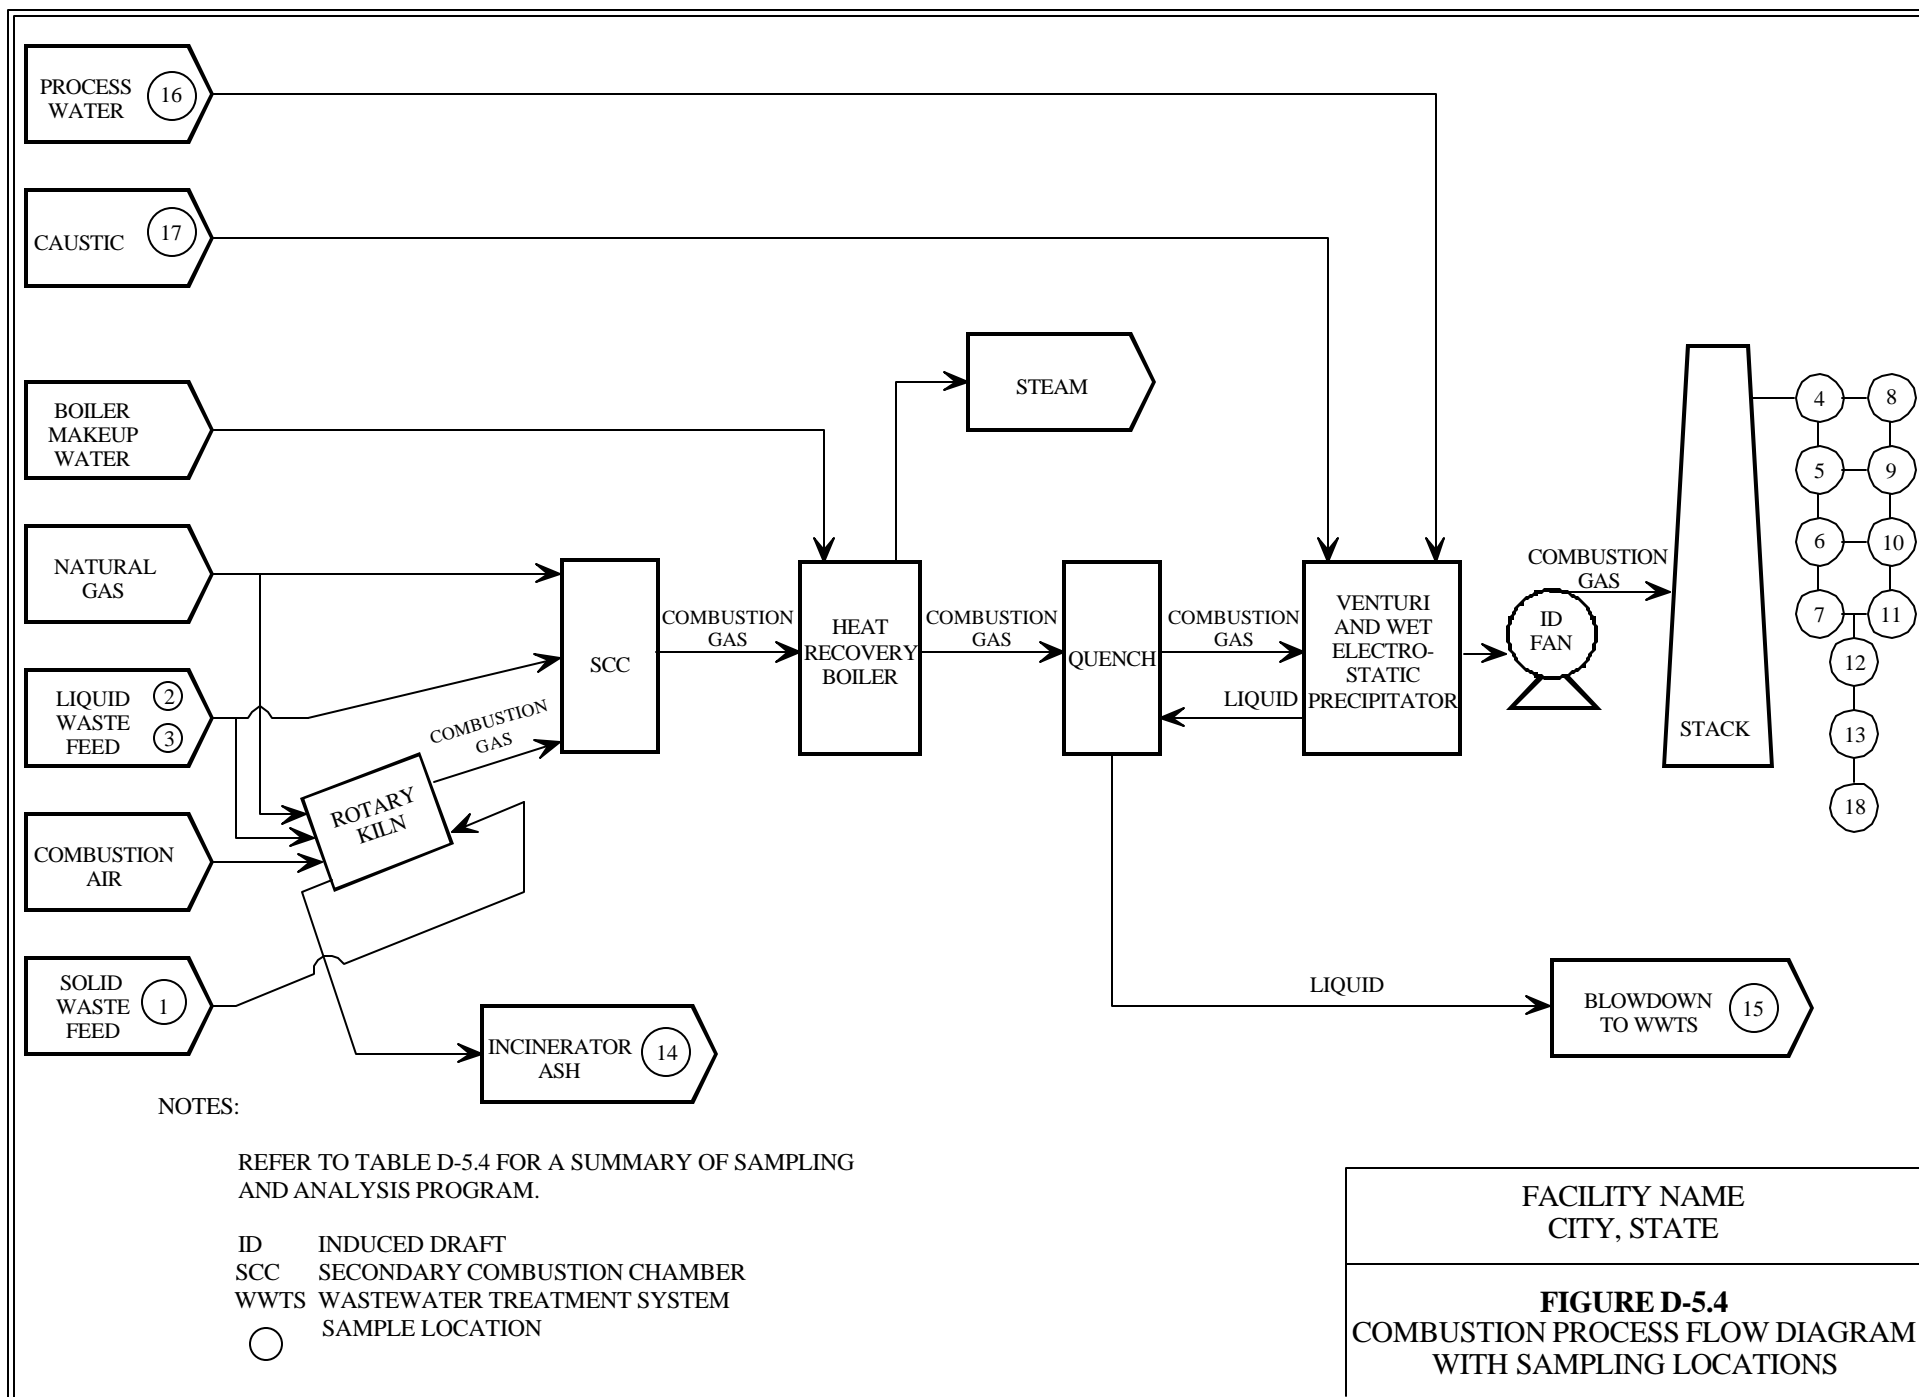 PROCESS
WATER
16
CAUSTIC
17
BOILER
MAKEUP
WATER
NATURAL
GAS
LIQUID
WASTE
FEED
2
3
COMBUSTION
AIR
SOLID
WASTE
FEED
1
ROTARY
KILN
COMBUSTION
GAS
INCINERATOR
ASH
14
SCC
COMBUSTION
GAS
HEAT
RECOVERY
BOILER
STEAM
COMBUSTION
GAS
QUENCH
COMBUSTION
GAS
LIQUID
VENTURI
AND WET
ELECTRO-
STATIC
PRECIPITATOR
ID
FAN
COMBUSTION
GAS
STACK
4
8
5
9
6
10
7
11
12
13
18
LIQUID
BLOWDOWN
TO WWTS
15
NOTES:
REFER TO TABLE D-5.4 FOR A SUMMARY OF SAMPLING
AND ANALYSIS PROGRAM.
ID INDUCED DRAFT
SCC SECONDARY COMBUSTION CHAMBER
WWTS WASTEWATER TREATMENT SYSTEM
SAMPLE LOCATION
FACILITY NAME
CITY, STATE
FIGURE D-5.4
COMBUSTION PROCESS FLOW DIAGRAM
WITH SAMPLING LOCATIONS